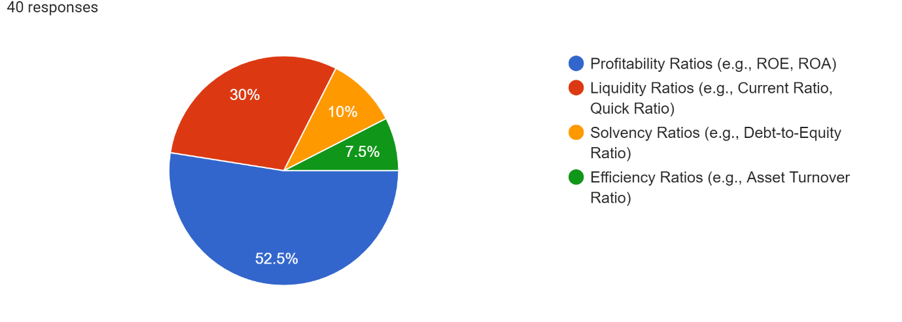 40 responses
30%
10%
7.5%
52.5%
Profitability Ratios (e.g., ROE, ROA)
Liquidity Ratios (e.g., Current Ratio,
Quick Ratio)
Solvency Ratios (e.g., Debt-to-Equity
Ratio)
Efficiency Ratios (e.g., Asset Turnover
Ratio)